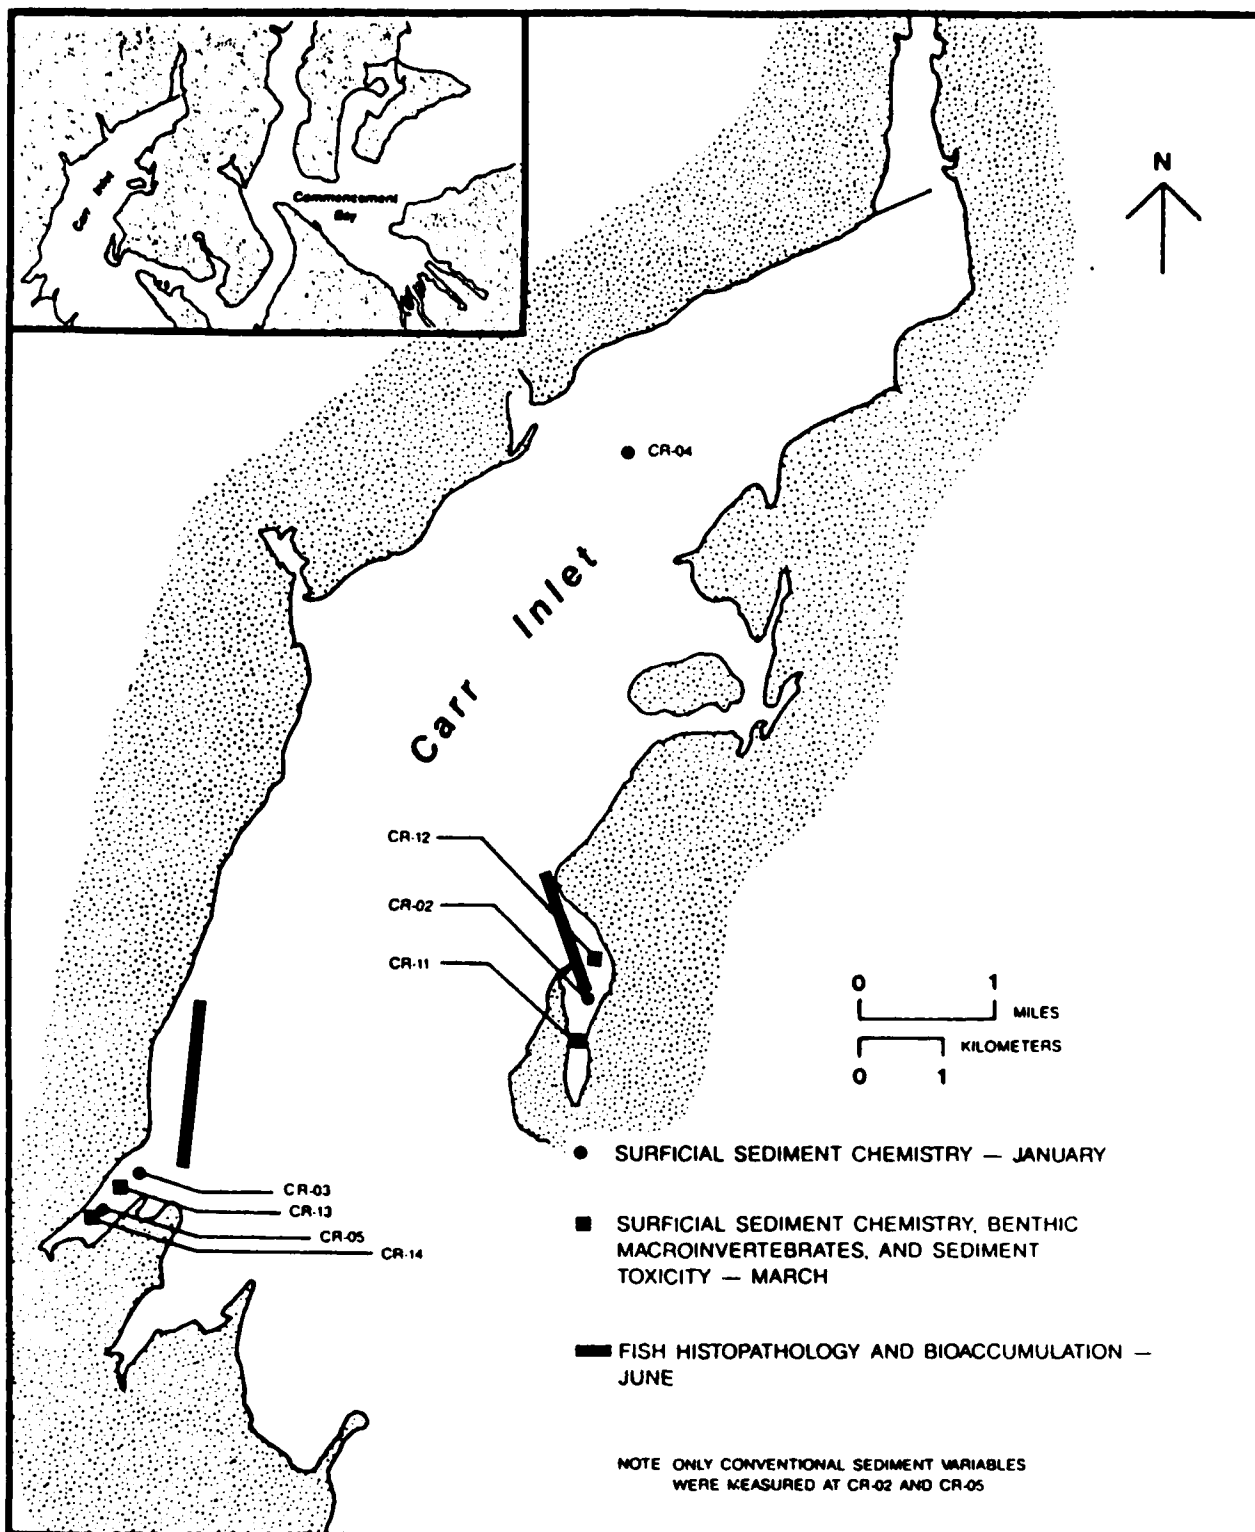 Carr Inlet
Commencement
Bay
N
CR-04
Carr Inlet
CR-12
CR-02
CR-11
0 1
MILES
KILOMETERS
0 1
CR-03
CR-13
CR-05
CR-14
SURFICIAL SEDIMENT CHEMISTRY — JANUARY
SURFICIAL SEDIMENT CHEMISTRY, BENTHIC
MACROINVERTEBRATES, AND SEDIMENT
TOXICITY — MARCH
FISH HISTOPATHOLOGY AND BIOACCUMULATION —
JUNE
NOTE ONLY CONVENTIONAL SEDIMENT VARIABLES
WERE MEASURED AT CR-02 AND CR-05